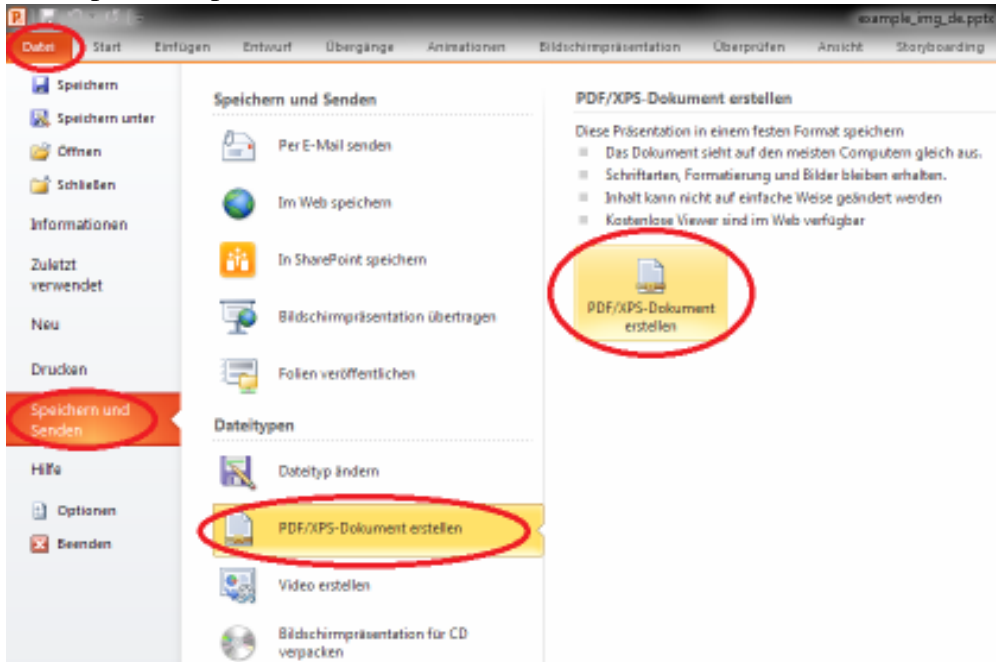 example_img_de.pptx
Datei Start Einfügen Entwurf Übergänge Animationen Bildschirmpräsentation Überprüfen Ansicht Storyboarding
Speichern
Speichern unter
Öffnen
Schließen
Informationen
Zuletzt
verwendet
Neu
Drucken
Speichern und
Senden
Hilfe
Optionen
Beenden
Speichern und Senden
Per E-Mail senden
Im Web speichern
In SharePoint speichern
Bildschirmpräsentation übertragen
Folien veröffentlichen
Dateitypen
Dateityp ändern
PDF/XPS-Dokument erstellen
Video erstellen
Bildschirmpräsentation für CD
verpacken
PDF/XPS-Dokument erstellen
Diese Präsentation in einem festen Format speichern
Das Dokument sieht auf den meisten Computern gleich aus.
Schriftarten, Formatierung und Bilder bleiben erhalten.
Inhalt kann nicht auf einfache Weise geändert werden
Kostenlose Viewer sind im Web verfügbar
PDF/XPS-Dokument
erstellen